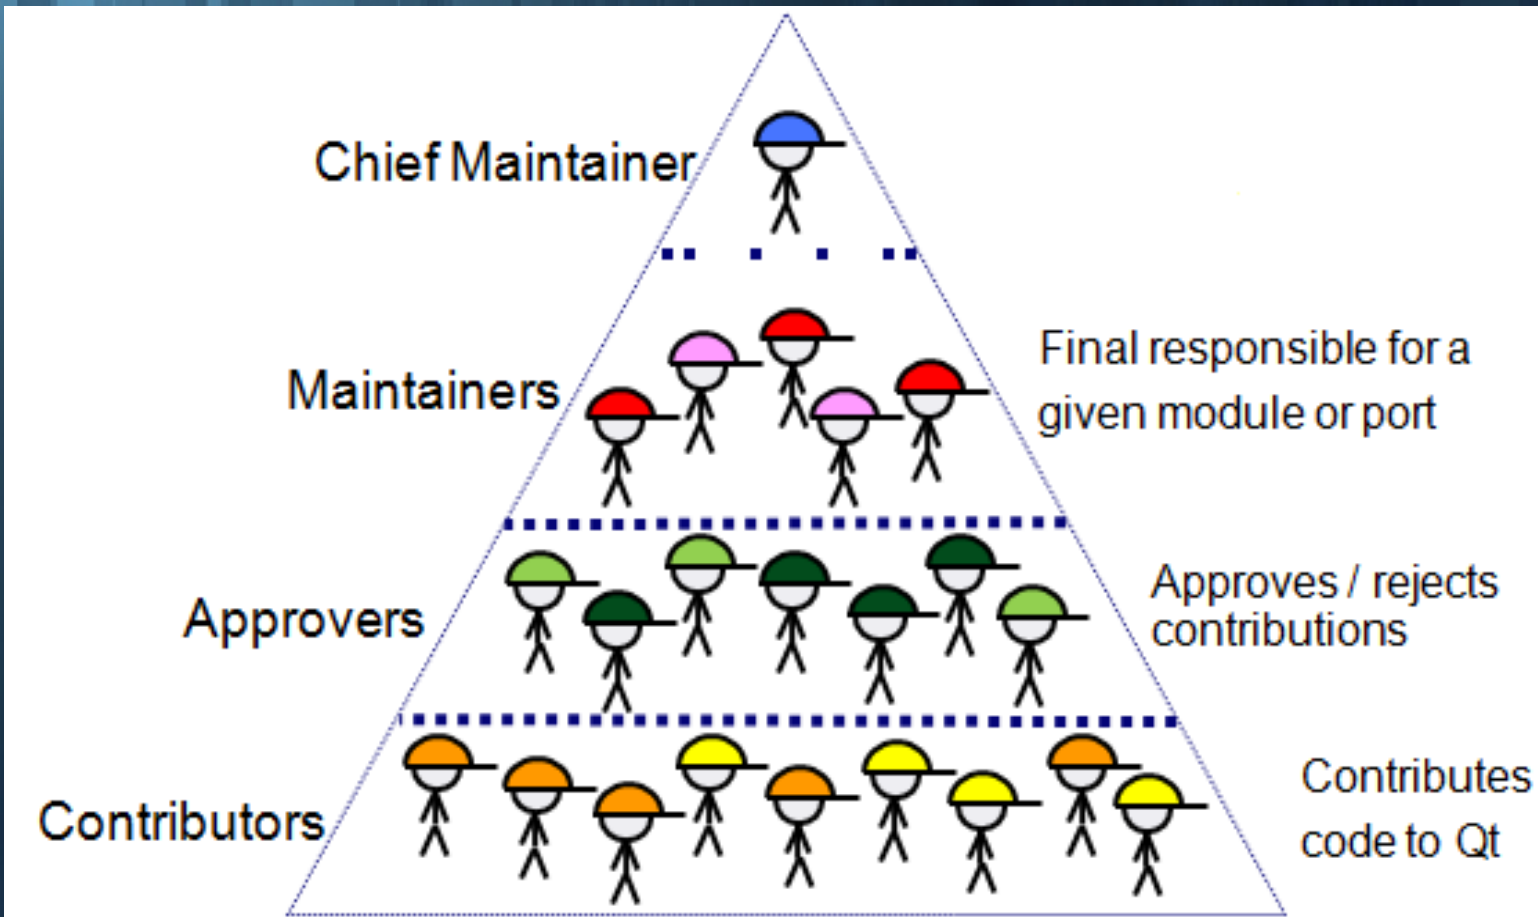 Chief Maintainer
Maintainers
Final responsible for a
given module or port
Approvers
Approves / rejects
contributions
Contributors
Contributes
code to Qt